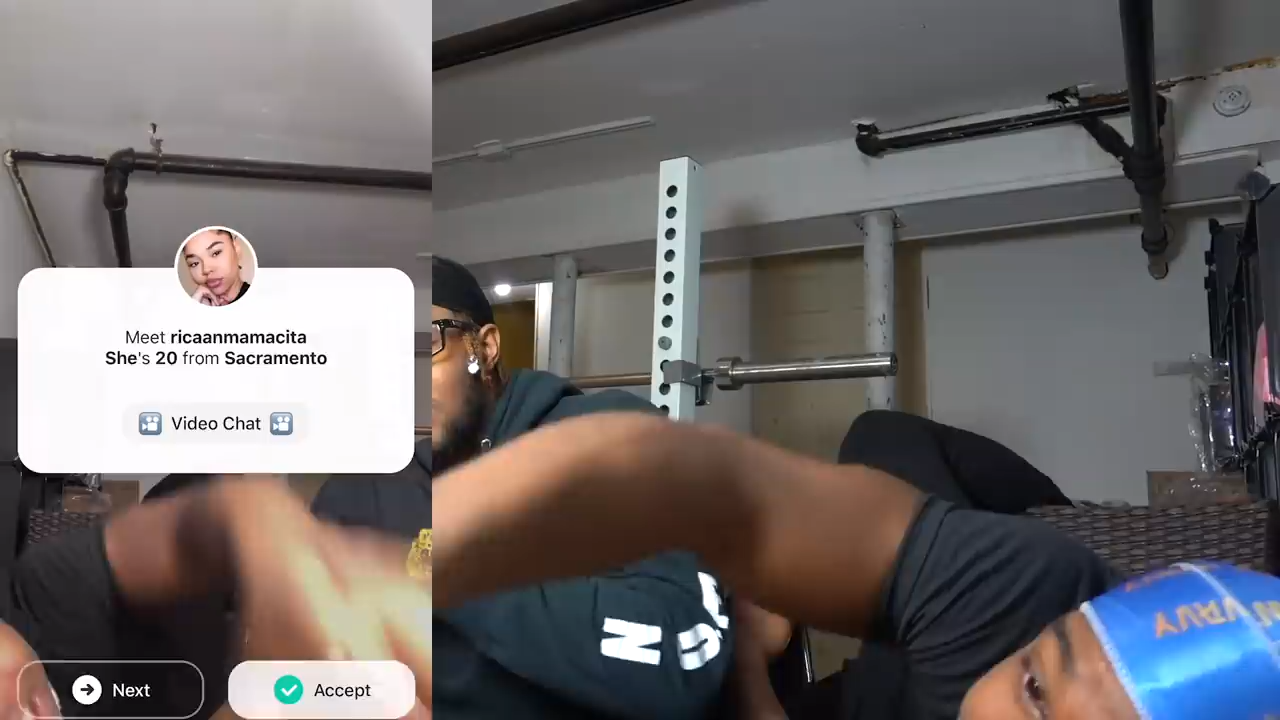 Meet ricaanmamacita
She's 20 from Sacramento
Video Chat
Next
Accept
N